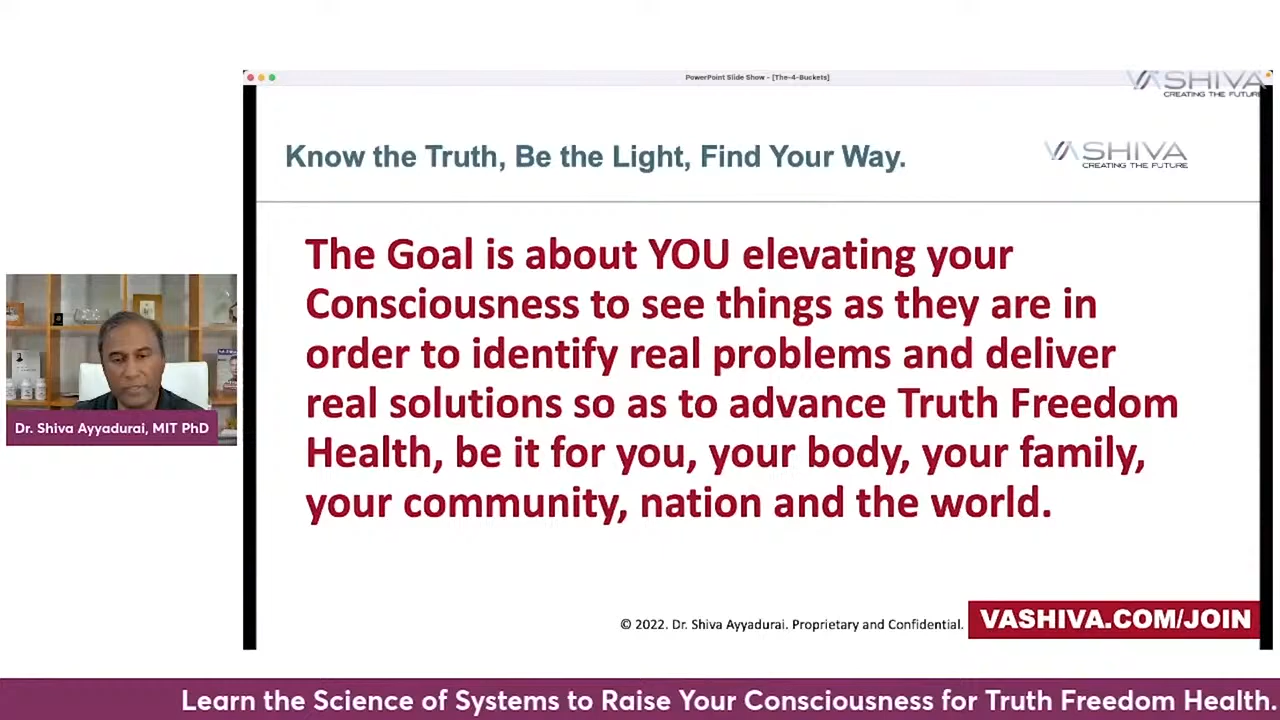 PowerPoint Slide Show - [The-4-Buckets]
VASHIVA
CREATING THE FUTURE
Know the Truth, Be the Light, Find Your Way.
VASHIVA
CREATING THE FUTURE
The Goal is about YOU elevating your
Consciousness to see things as they are in
order to identify real problems and deliver
real solutions so as to advance Truth Freedom
Health, be it for you, your body, your family,
your community, nation and the world.
Dr. Shiva Ayyadurai, MIT PhD
© 2022. Dr. Shiva Ayyadurai. Proprietary and Confidential.
VASHIVA.COM/JOIN
Learn the Science of Systems to Raise Your Consciousness for Truth Freedom Health.